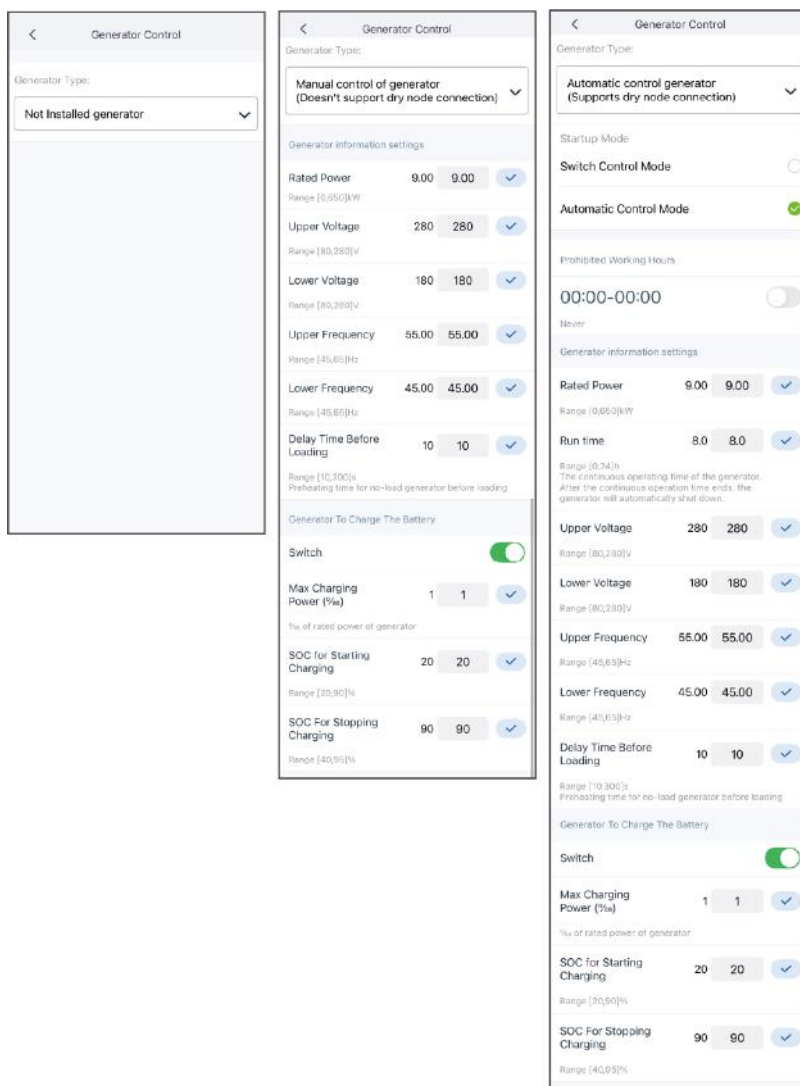 Generator Control
Generator Type:
Not Installed generator
Generator Control
Generator Type:
Manual control of generator
(Doesn't support dry node connection)
Generator information settings
Rated Power 9.00 9.00
Range [0,650]kW
Upper Voltage 280 280
Range [80,280]V
Lower Voltage 180 180
Range [80,280]V
Upper Frequency 55.00 55.00
Range [45,65]Hz
Lower Frequency 45.00 45.00
Range [45,65]Hz
Delay Time Before
Loading 10 10
Range [10,300]s
Preheating time for no-load generator before loading
Generator To Charge The Battery
Switch
Max Charging
Power (‰) 1 1
‰ of rated power of generator
SOC for Starting
Charging 20 20
Range [20,90]%
SOC For Stopping
Charging 90 90
Range [40,95]%
Generator Control
Generator Type:
Automatic control generator
(Supports dry node connection)
Startup Mode
Switch Control Mode
Automatic Control Mode
Prohibited Working Hours
00:00-00:00
Never
Generator information settings
Rated Power 9.00 9.00
Range [0,650]kW
Run time 8.0 8.0
Range [0,24]h
The continuous operating time of the generator.
After the continuous operation time ends, the
generator will automatically shut down.
Upper Voltage 280 280
Range [80,280]V
Lower Voltage 180 180
Range [80,280]V
Upper Frequency 55.00 55.00
Range [45,65]Hz
Lower Frequency 45.00 45.00
Range [45,65]Hz
Delay Time Before
Loading 10 10
Range [10,300]s
Preheating time for no-load generator before loading
Generator To Charge The Battery
Switch
Max Charging
Power (‰) 1 1
‰ of rated power of generator
SOC for Starting
Charging 20 20
Range [20,90]%
SOC For Stopping
Charging 90 90
Range [40,95]%